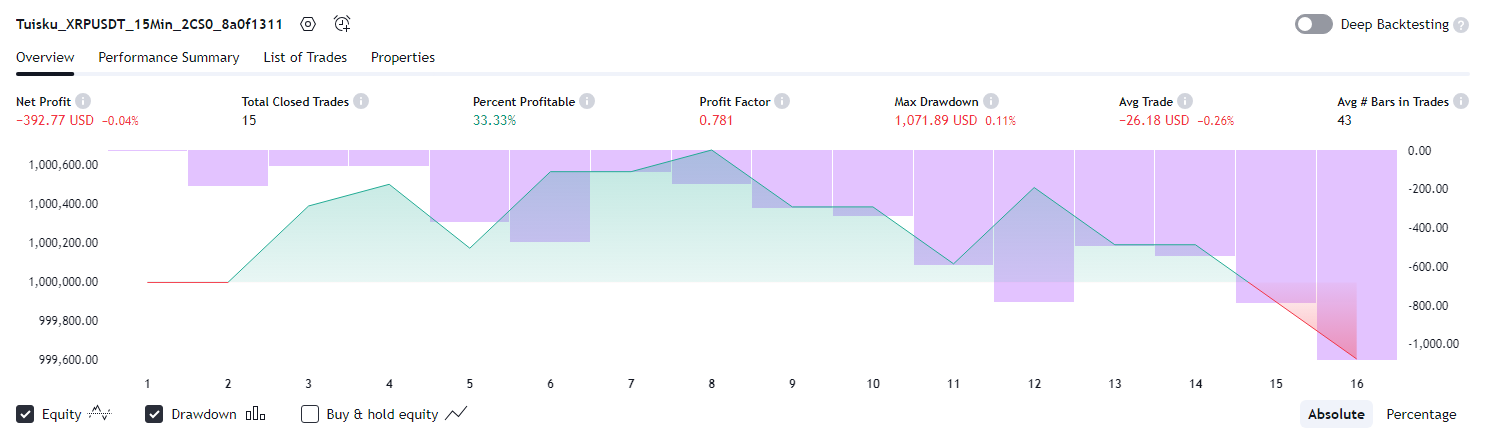 Tuisku_XRPUSDT_15Min_2CS0_8a0f1311 Deep Backtesting ?
Overview Performance Summary List of Trades Properties
Net Profit Total Closed Trades Percent Profitable Profit Factor Max Drawdown Avg Trade Avg # Bars in Trades
−392.77 USD −0.04% 15 33.33% 0.781 1,071.89 USD 0.11% −26.18 USD −0.26% 43
1,000,600.00 0.00
1,000,400.00 -200.00
1,000,200.00 -400.00
1,000,000.00 -600.00
999,800.00 -800.00
999,600.00 -1,000.00
1 2 3 4 5 6 7 8 9 10 11 12 13 14 15 16
Equity Drawdown Buy & hold equity Absolute Percentage